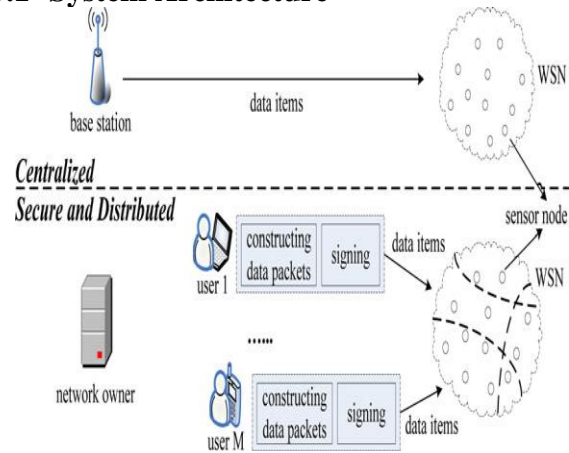 System Architecture
WSN
data items
base station
Centralized
Secure and Distributed
sensor node
constructing
data packets
signing
data items
WSN
user 1
......
network owner
constructing
data packets
signing
data items
user M